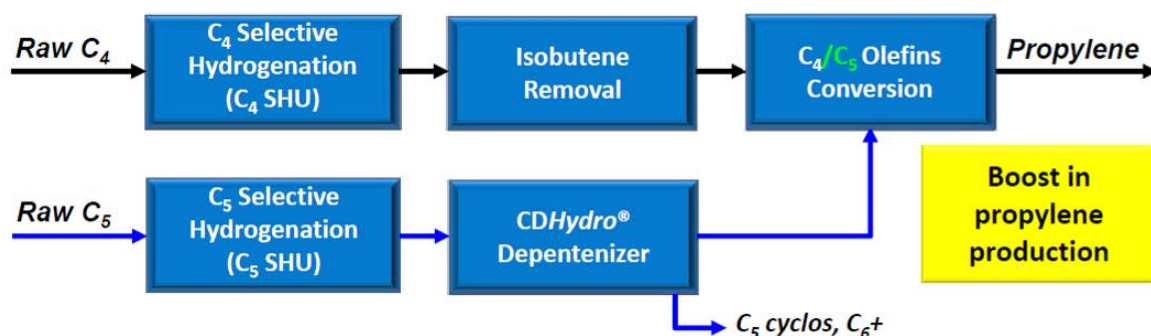 Raw C₄
C₄ Selective
Hydrogenation
(C₄ SHU)
Isobutene
Removal
C₄/C₅ Olefins
Conversion
Propylene
Raw C₅
C₅ Selective
Hydrogenation
(C₅ SHU)
CDHydro®
Depentenizer
Boost in
propylene
production
C₅ cyclos, C₆+